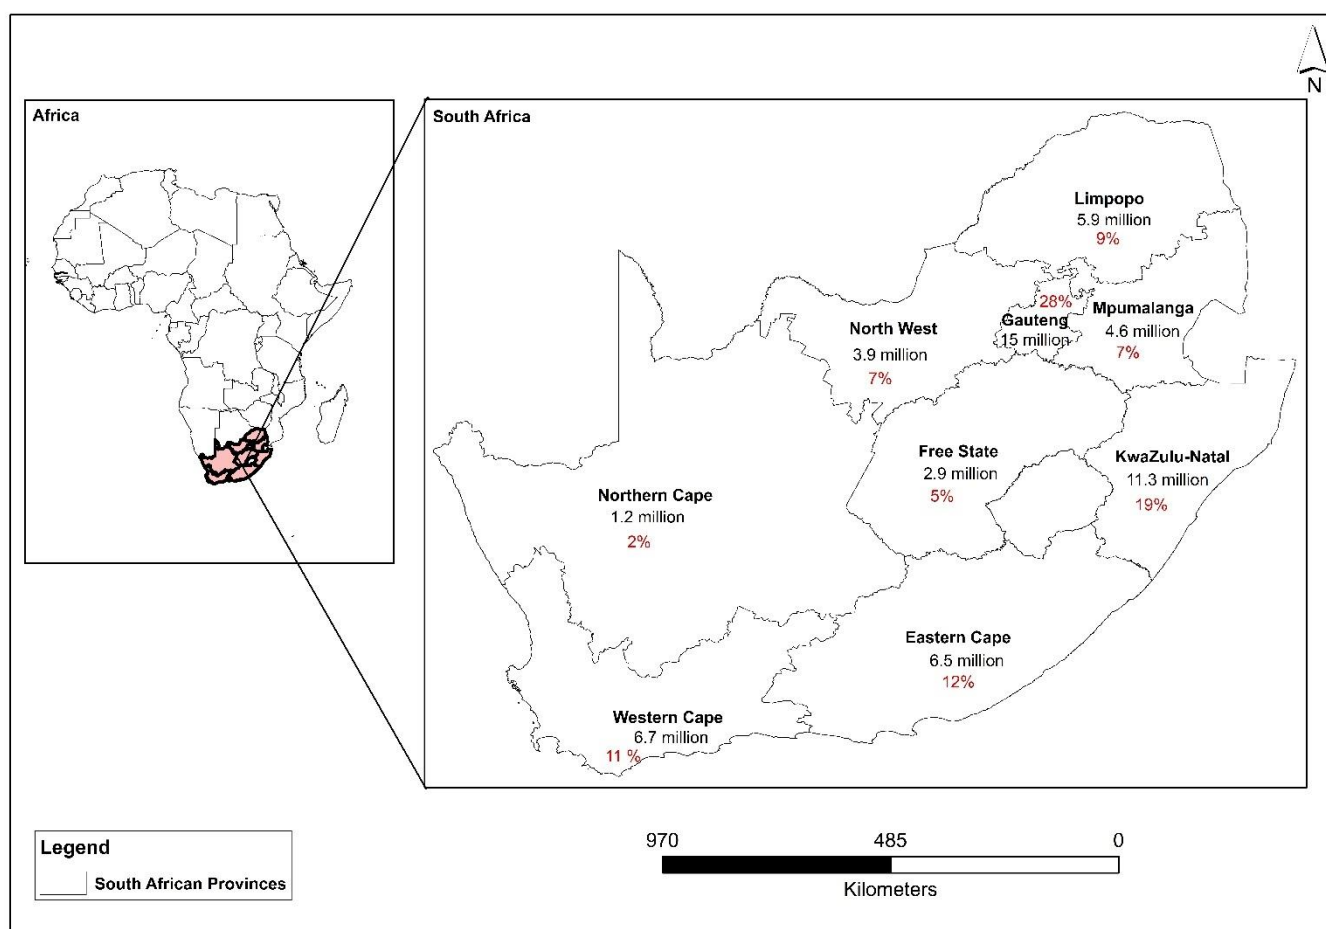 N
Africa
South Africa
Limpopo
5.9 million
9%
28%
Gauteng
15 million
Mpumalanga
4.6 million
7%
North West
3.9 million
7%
Free State
2.9 million
5%
KwaZulu-Natal
11.3 million
19%
Northern Cape
1.2 million
2%
Eastern Cape
6.5 million
12%
Western Cape
6.7 million
11 %
Legend
South African Provinces
970 485 0
Kilometers